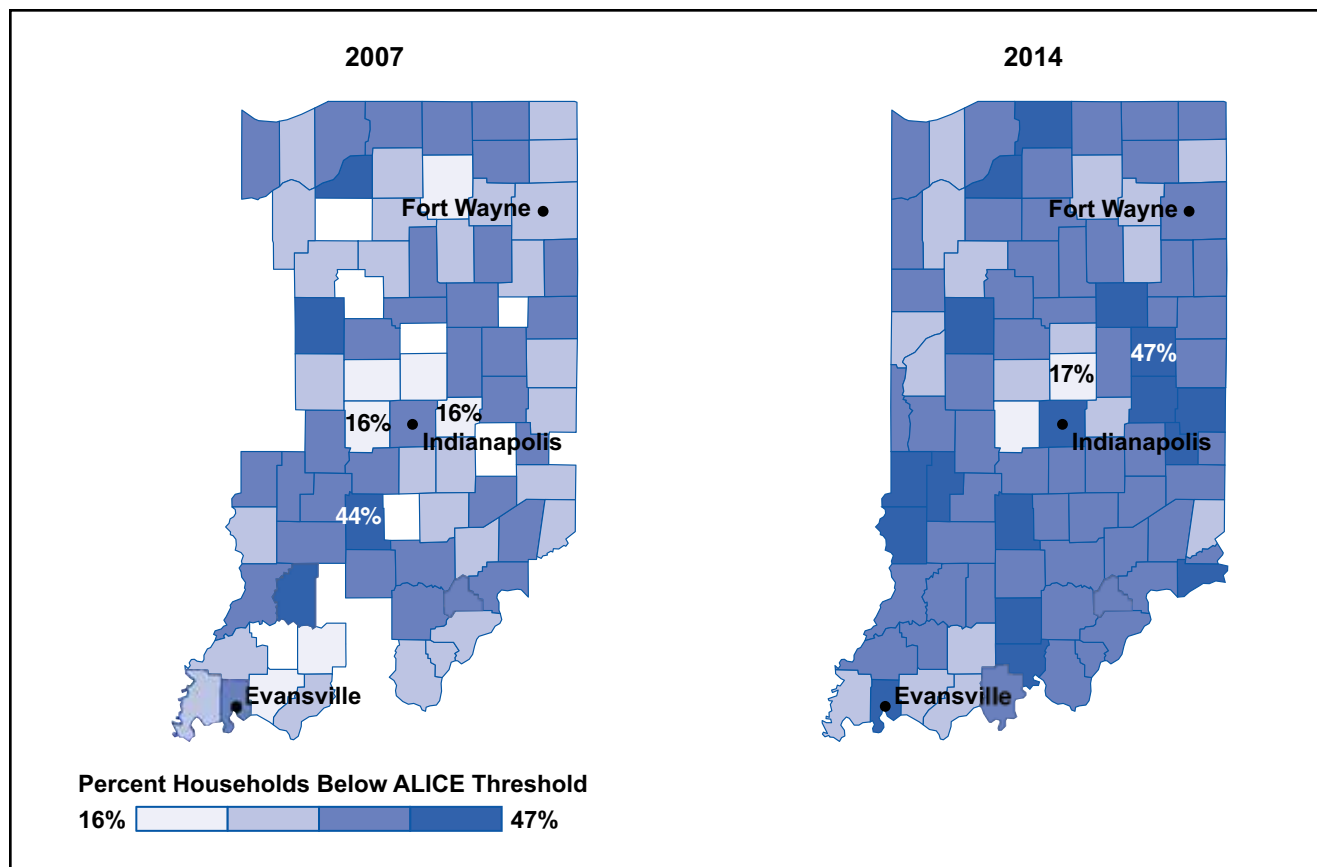 2007
2014
Fort Wayne
Fort Wayne
47%
17%
16%
16%
Indianapolis
Indianapolis
44%
Evansville
Evansville
Percent Households Below ALICE Threshold
16% 47%